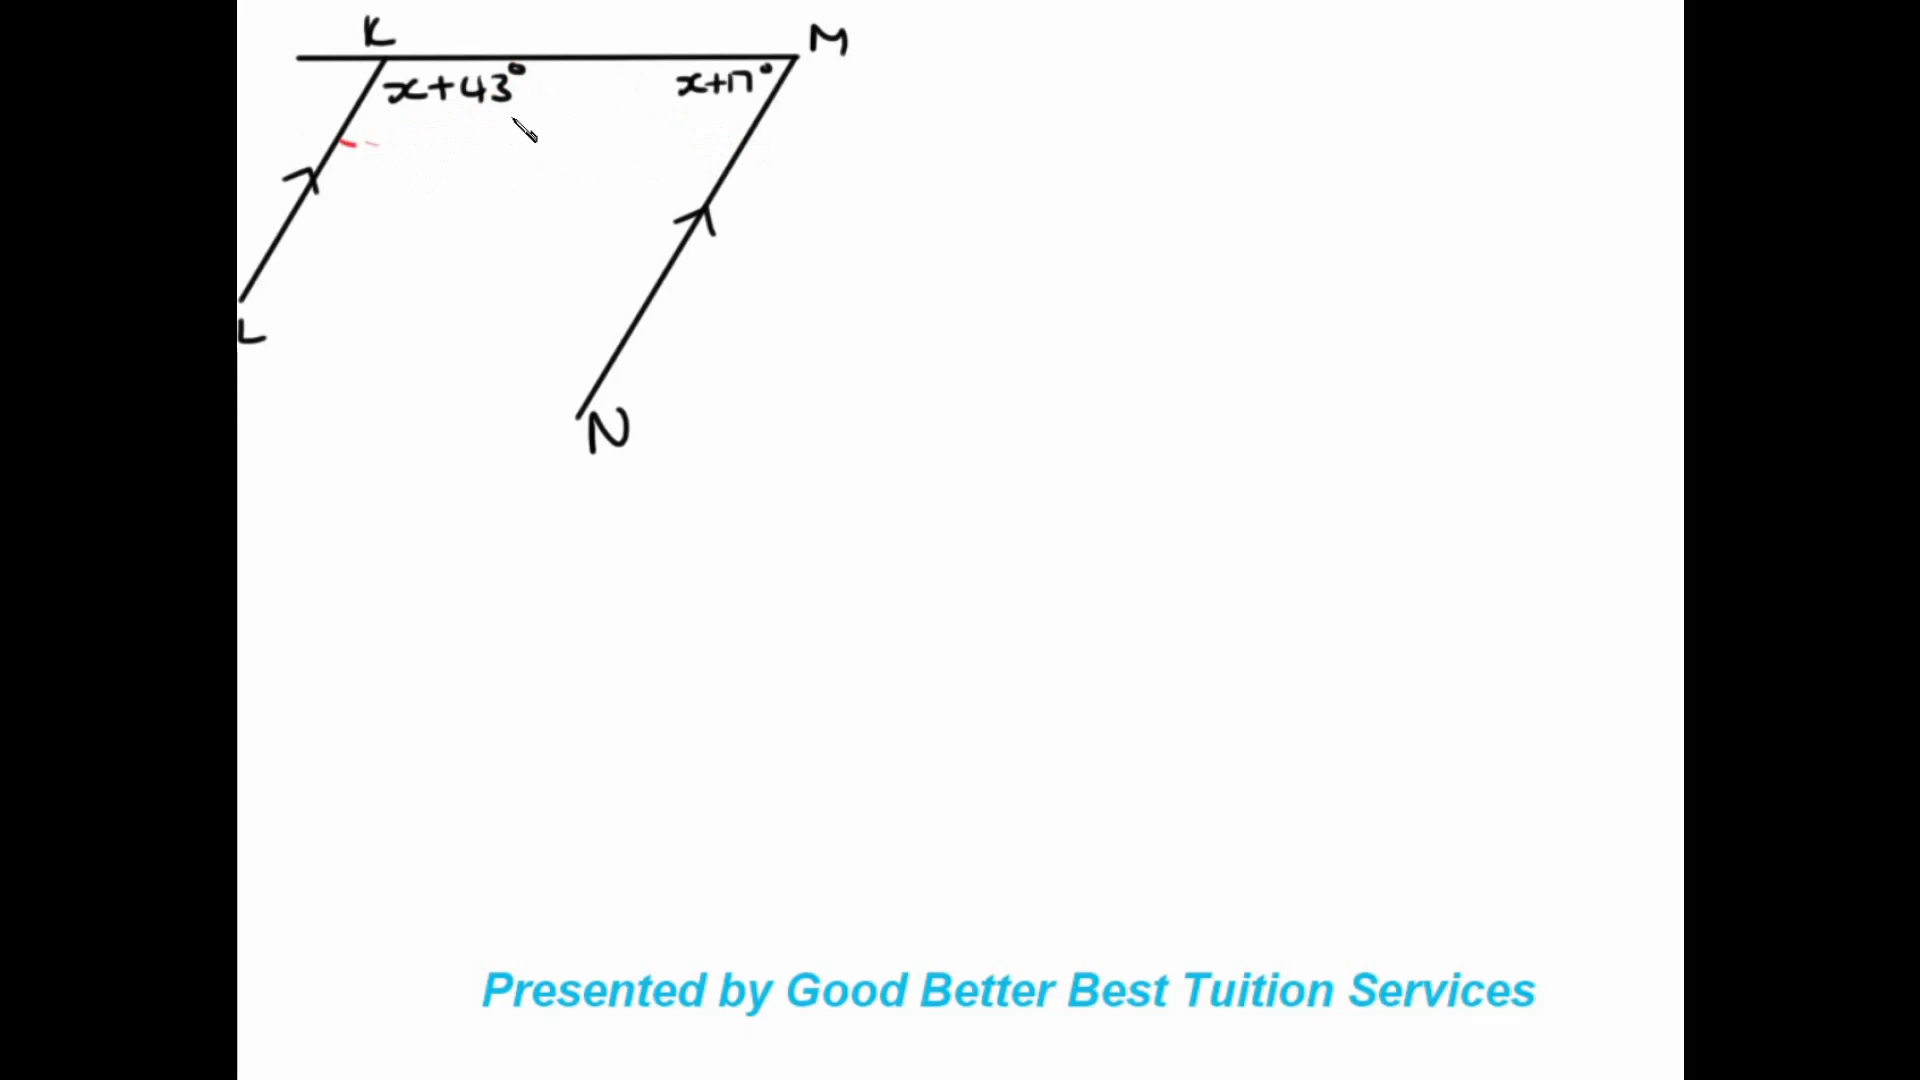 K
M
x+43°
x+17°
L
N
Presented by Good Better Best Tuition Services